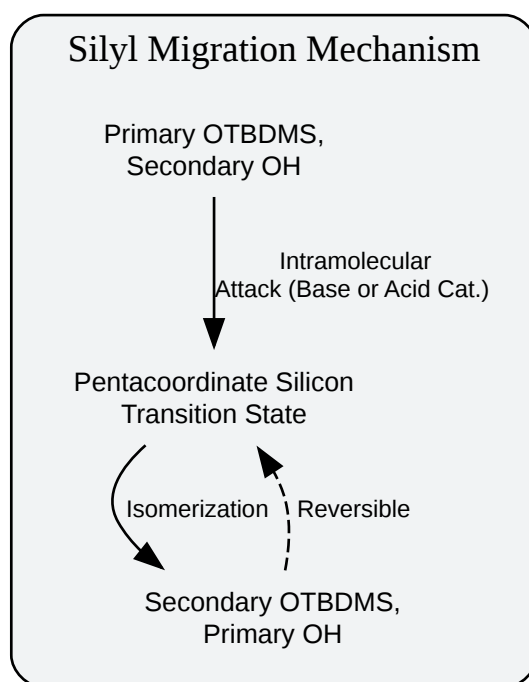 Silyl Migration Mechanism
Primary OTBDMS,
Secondary OH
Intramolecular
Attack (Base or Acid Cat.)
Pentacoordinate Silicon
Transition State
Isomerization
Reversible
Secondary OTBDMS,
Primary OH